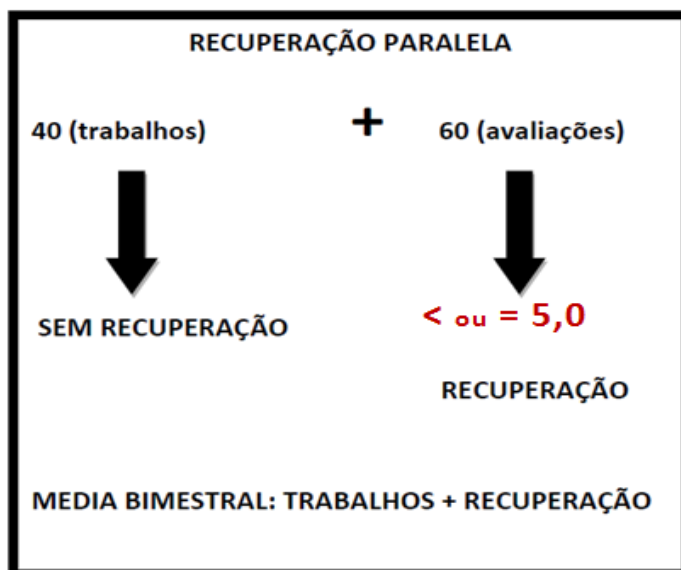 RECUPERAÇÃO PARALELA
40 (trabalhos) + 60 (avaliações)
SEM RECUPERAÇÃO
< ou = 5,0
RECUPERAÇÃO
MEDIA BIMESTRAL: TRABALHOS + RECUPERAÇÃO